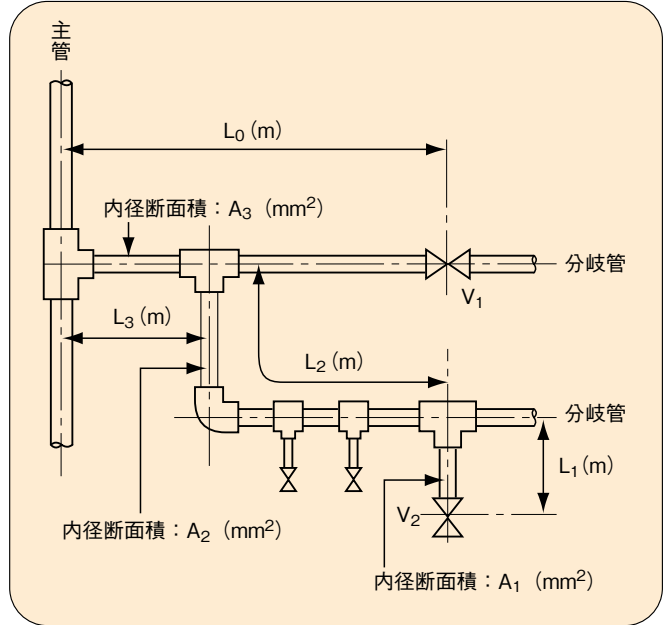 主管
L₀ (m)
内径断面積：A₃ (mm²)
分岐管
V₁
L₃ (m)
L₂ (m)
分岐管
L₁ (m)
V₂
内径断面積：A₂ (mm²)
内径断面積：A₁ (mm²)